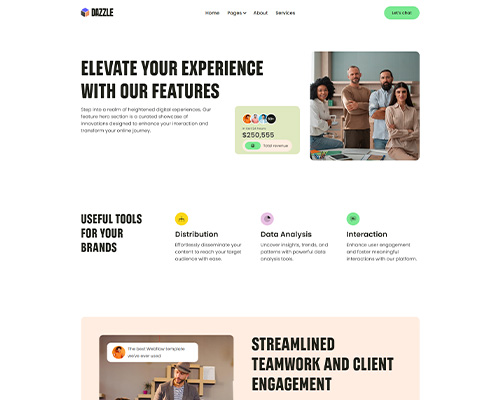 DAZZLE
Home Pages About Services
Let's chat
ELEVATE YOUR EXPERIENCE
WITH OUR FEATURES
Step into a realm of heightened digital experiences. Our
feature hero section is a curated showcase of
innovations designed to enhance your interaction and
transform your online journey.
$250,555
Total revenue
USEFUL TOOLS
FOR YOUR
BRANDS
Distribution
Effortlessly disseminate your
content to reach your target
audience with ease.
Data Analysis
Uncover insights, trends, and
patterns with powerful data
analysis tools.
Interaction
Enhance user engagement
and foster meaningful
interactions with our platform.
The best Webflow template
we've ever used
STREAMLINED
TEAMWORK AND CLIENT
ENGAGEMENT